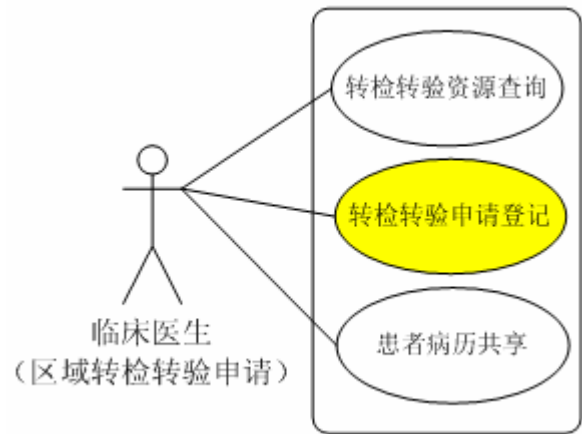 转检转验资源查询
转检转验申请登记
患者病历共享
临床医生
（区域转检转验申请）